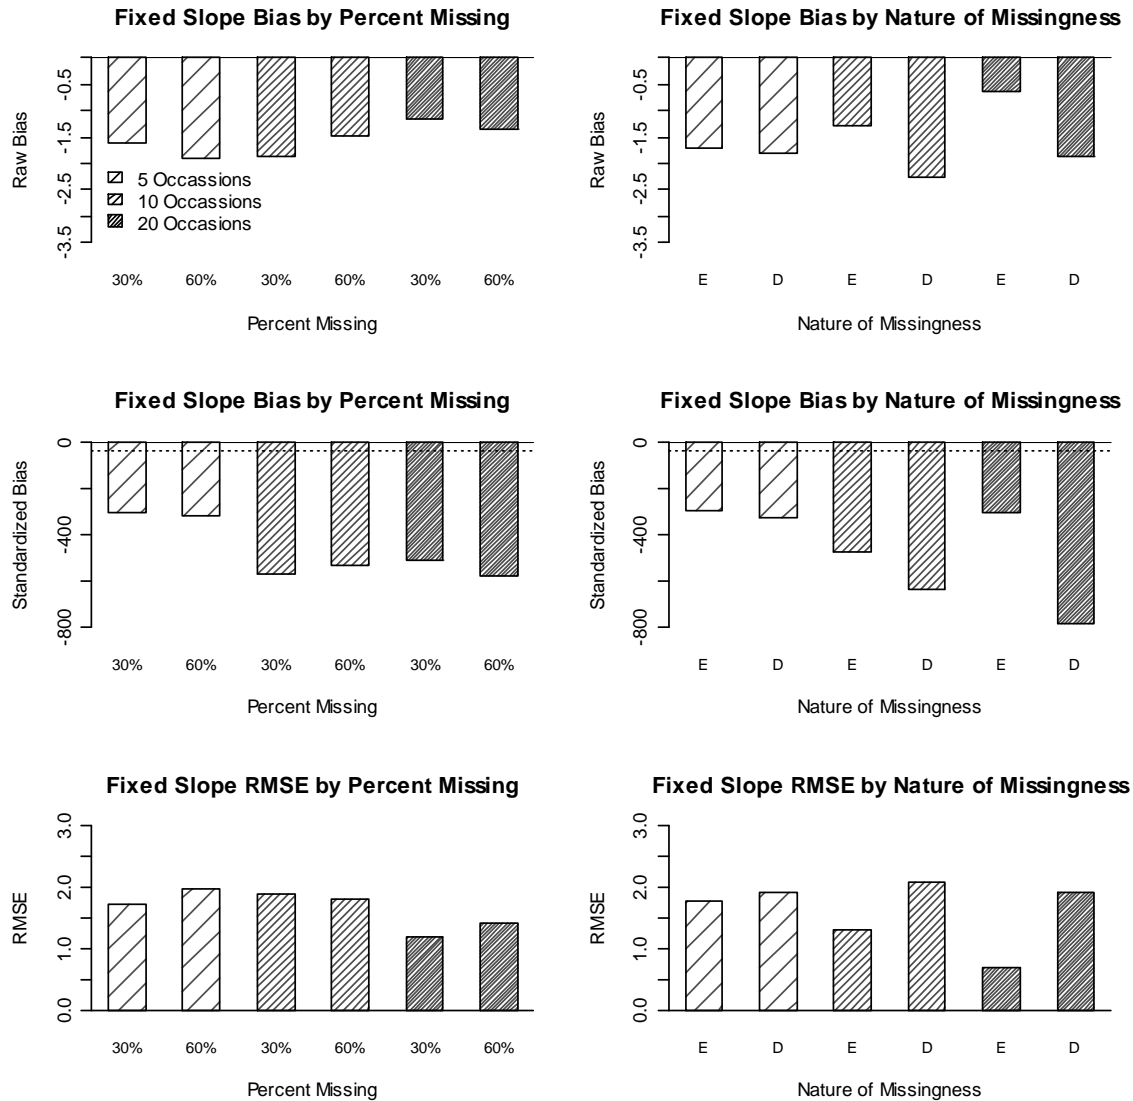 Fixed Slope Bias by Percent Missing
Raw Bias
-0.5
-1.5
-2.5
-3.5
5 Occassions
10 Occassions
20 Occassions
30% 60% 30% 60% 30% 60%
Percent Missing
Fixed Slope Bias by Nature of Missingness
Raw Bias
-0.5
-1.5
-2.5
-3.5
E D E D E D
Nature of Missingness
Fixed Slope Bias by Percent Missing
Standardized Bias
0
-400
-800
30% 60% 30% 60% 30% 60%
Percent Missing
Fixed Slope Bias by Nature of Missingness
Standardized Bias
0
-400
-800
E D E D E D
Nature of Missingness
Fixed Slope RMSE by Percent Missing
RMSE
3.0
2.0
1.0
0.0
30% 60% 30% 60% 30% 60%
Percent Missing
Fixed Slope RMSE by Nature of Missingness
RMSE
3.0
2.0
1.0
0.0
E D E D E D
Nature of Missingness